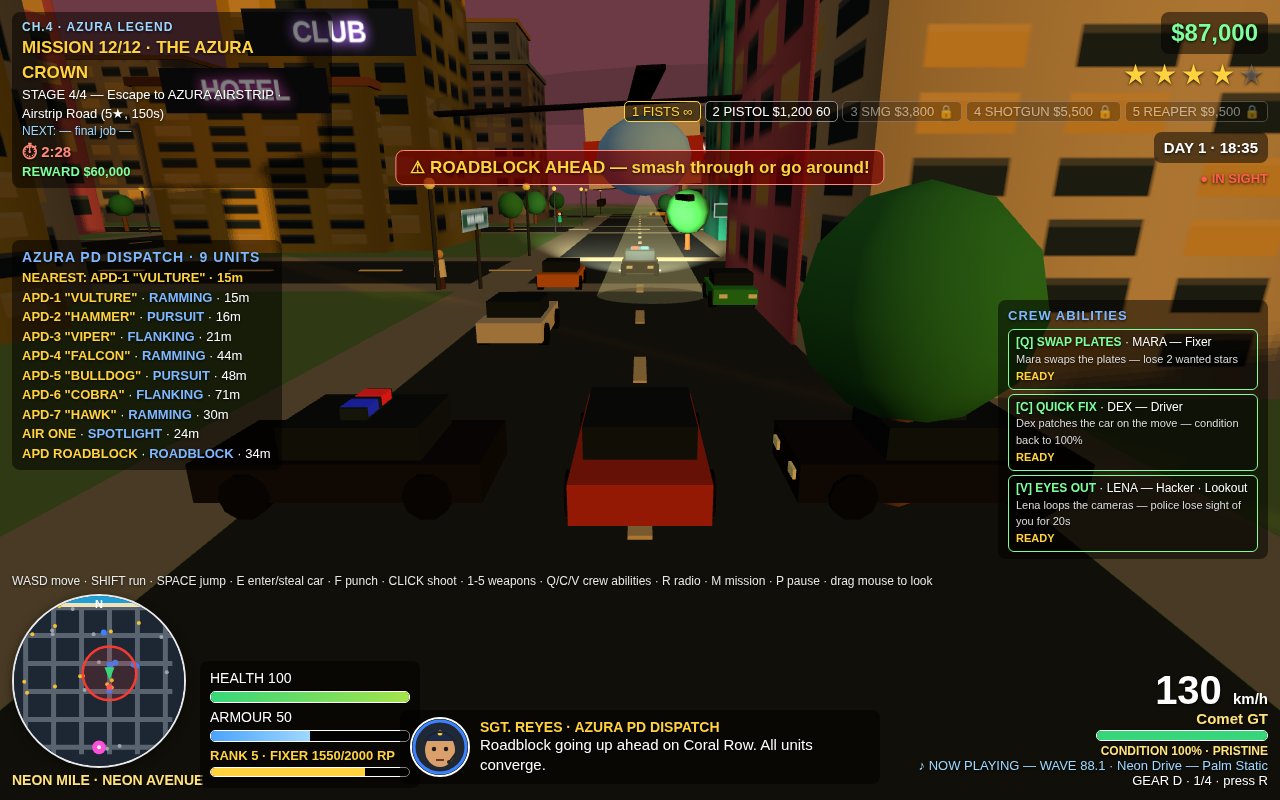 CH.4 · AZURA LEGEND
MISSION 12/12 · THE AZURA
CROWN
STAGE 4/4 — Escape to AZURA AIRSTRIP ·
Airstrip Road (5★, 150s)
NEXT: — final job —
⏱ 2:28
REWARD $60,000
CLUB
HOTEL
$87,000
★★★★★
1 FISTS ∞
2 PISTOL $1,200 60
3 SMG $3,800 🔒
4 SHOTGUN $5,500 🔒
5 REAPER $9,500 🔒
⚠ ROADBLOCK AHEAD — smash through or go around!
DAY 1 · 18:35
● IN SIGHT
AZURA PD DISPATCH · 9 UNITS
NEAREST: APD-1 "VULTURE" · 15m
APD-1 "VULTURE" · RAMMING · 15m
APD-2 "HAMMER" · PURSUIT · 16m
APD-3 "VIPER" · FLANKING · 21m
APD-4 "FALCON" · RAMMING · 44m
APD-5 "BULLDOG" · PURSUIT · 48m
APD-6 "COBRA" · FLANKING · 71m
APD-7 "HAWK" · RAMMING · 30m
AIR ONE · SPOTLIGHT · 24m
APD ROADBLOCK · ROADBLOCK · 34m
CREW ABILITIES
[Q] SWAP PLATES · MARA — Fixer
Mara swaps the plates — lose 2 wanted stars
READY
[C] QUICK FIX · DEX — Driver
Dex patches the car on the move — condition
back to 100%
READY
[V] EYES OUT · LENA — Hacker · Lookout
Lena loops the cameras — police lose sight of
you for 20s
READY
WASD move · SHIFT run · SPACE jump · E enter/steal car · F punch · CLICK shoot · 1-5 weapons · Q/C/V crew abilities · R radio · M mission · P pause · drag mouse to look
N
NEON MILE · NEON AVENUE
HEALTH 100
ARMOUR 50
RANK 5 · FIXER 1550/2000 RP
SGT. REYES · AZURA PD DISPATCH
Roadblock going up ahead on Coral Row. All units
converge.
130 km/h
Comet GT
CONDITION 100% · PRISTINE
♪ NOW PLAYING — WAVE 88.1 · Neon Drive — Palm Static
GEAR D · 1/4 · press R